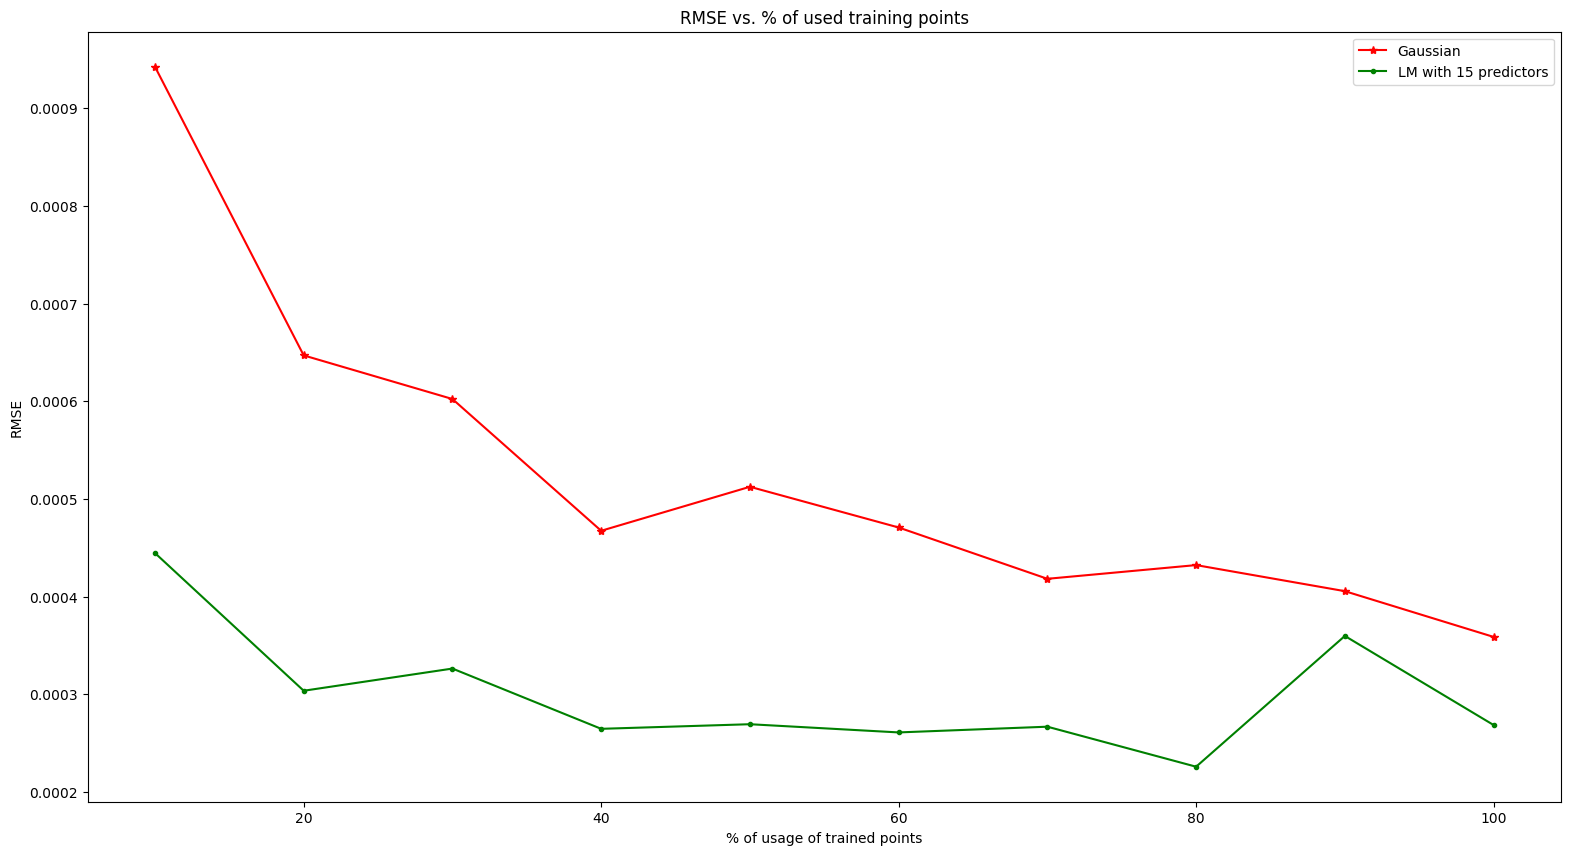 RMSE vs. % of used training points
Gaussian
LM with 15 predictors
0.0009
0.0008
0.0007
0.0006
0.0005
0.0004
0.0003
0.0002
RMSE
20 40 60 80 100
% of usage of trained points